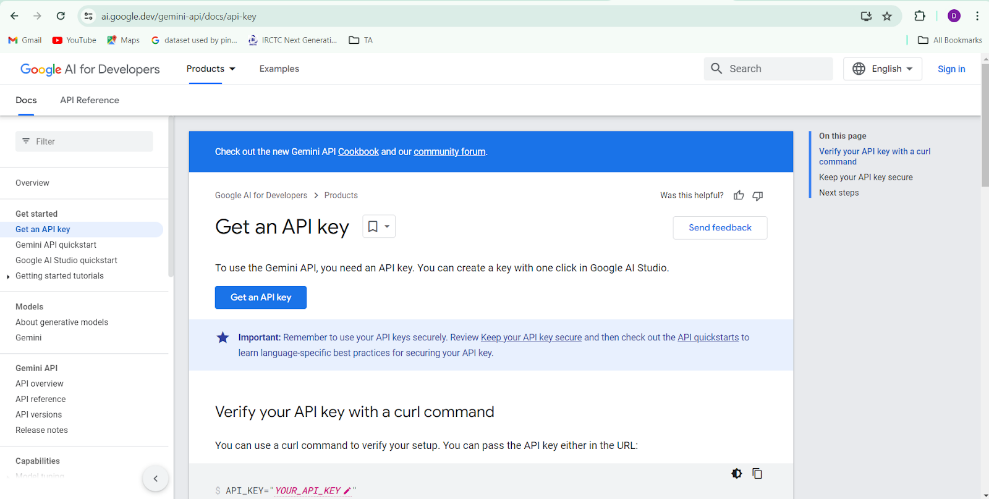 ai.google.dev/gemini-api/docs/api-key
D
Gmail YouTube Maps dataset used by pin... IRCTC Next Generati... TA All Bookmarks
Google AI for Developers Products Examples Search English Sign in
Docs API Reference
Filter
Overview
Get started
Get an API key
Gemini API quickstart
Google AI Studio quickstart
Getting started tutorials
Models
About generative models
Gemini
Gemini API
API overview
API reference
API versions
Release notes
Capabilities
Model tuning
Check out the new Gemini API Cookbook and our community forum.
Google AI for Developers > Products Was this helpful?
Get an API key
Send feedback
To use the Gemini API, you need an API key. You can create a key with one click in Google AI Studio.
Get an API key
Important: Remember to use your API keys securely. Review Keep your API key secure and then check out the API quickstarts to
learn language-specific best practices for securing your API key.
Verify your API key with a curl command
You can use a curl command to verify your setup. You can pass the API key either in the URL:
$ API_KEY="YOUR_API_KEY"
On this page
Verify your API key with a curl
command
Keep your API key secure
Next steps